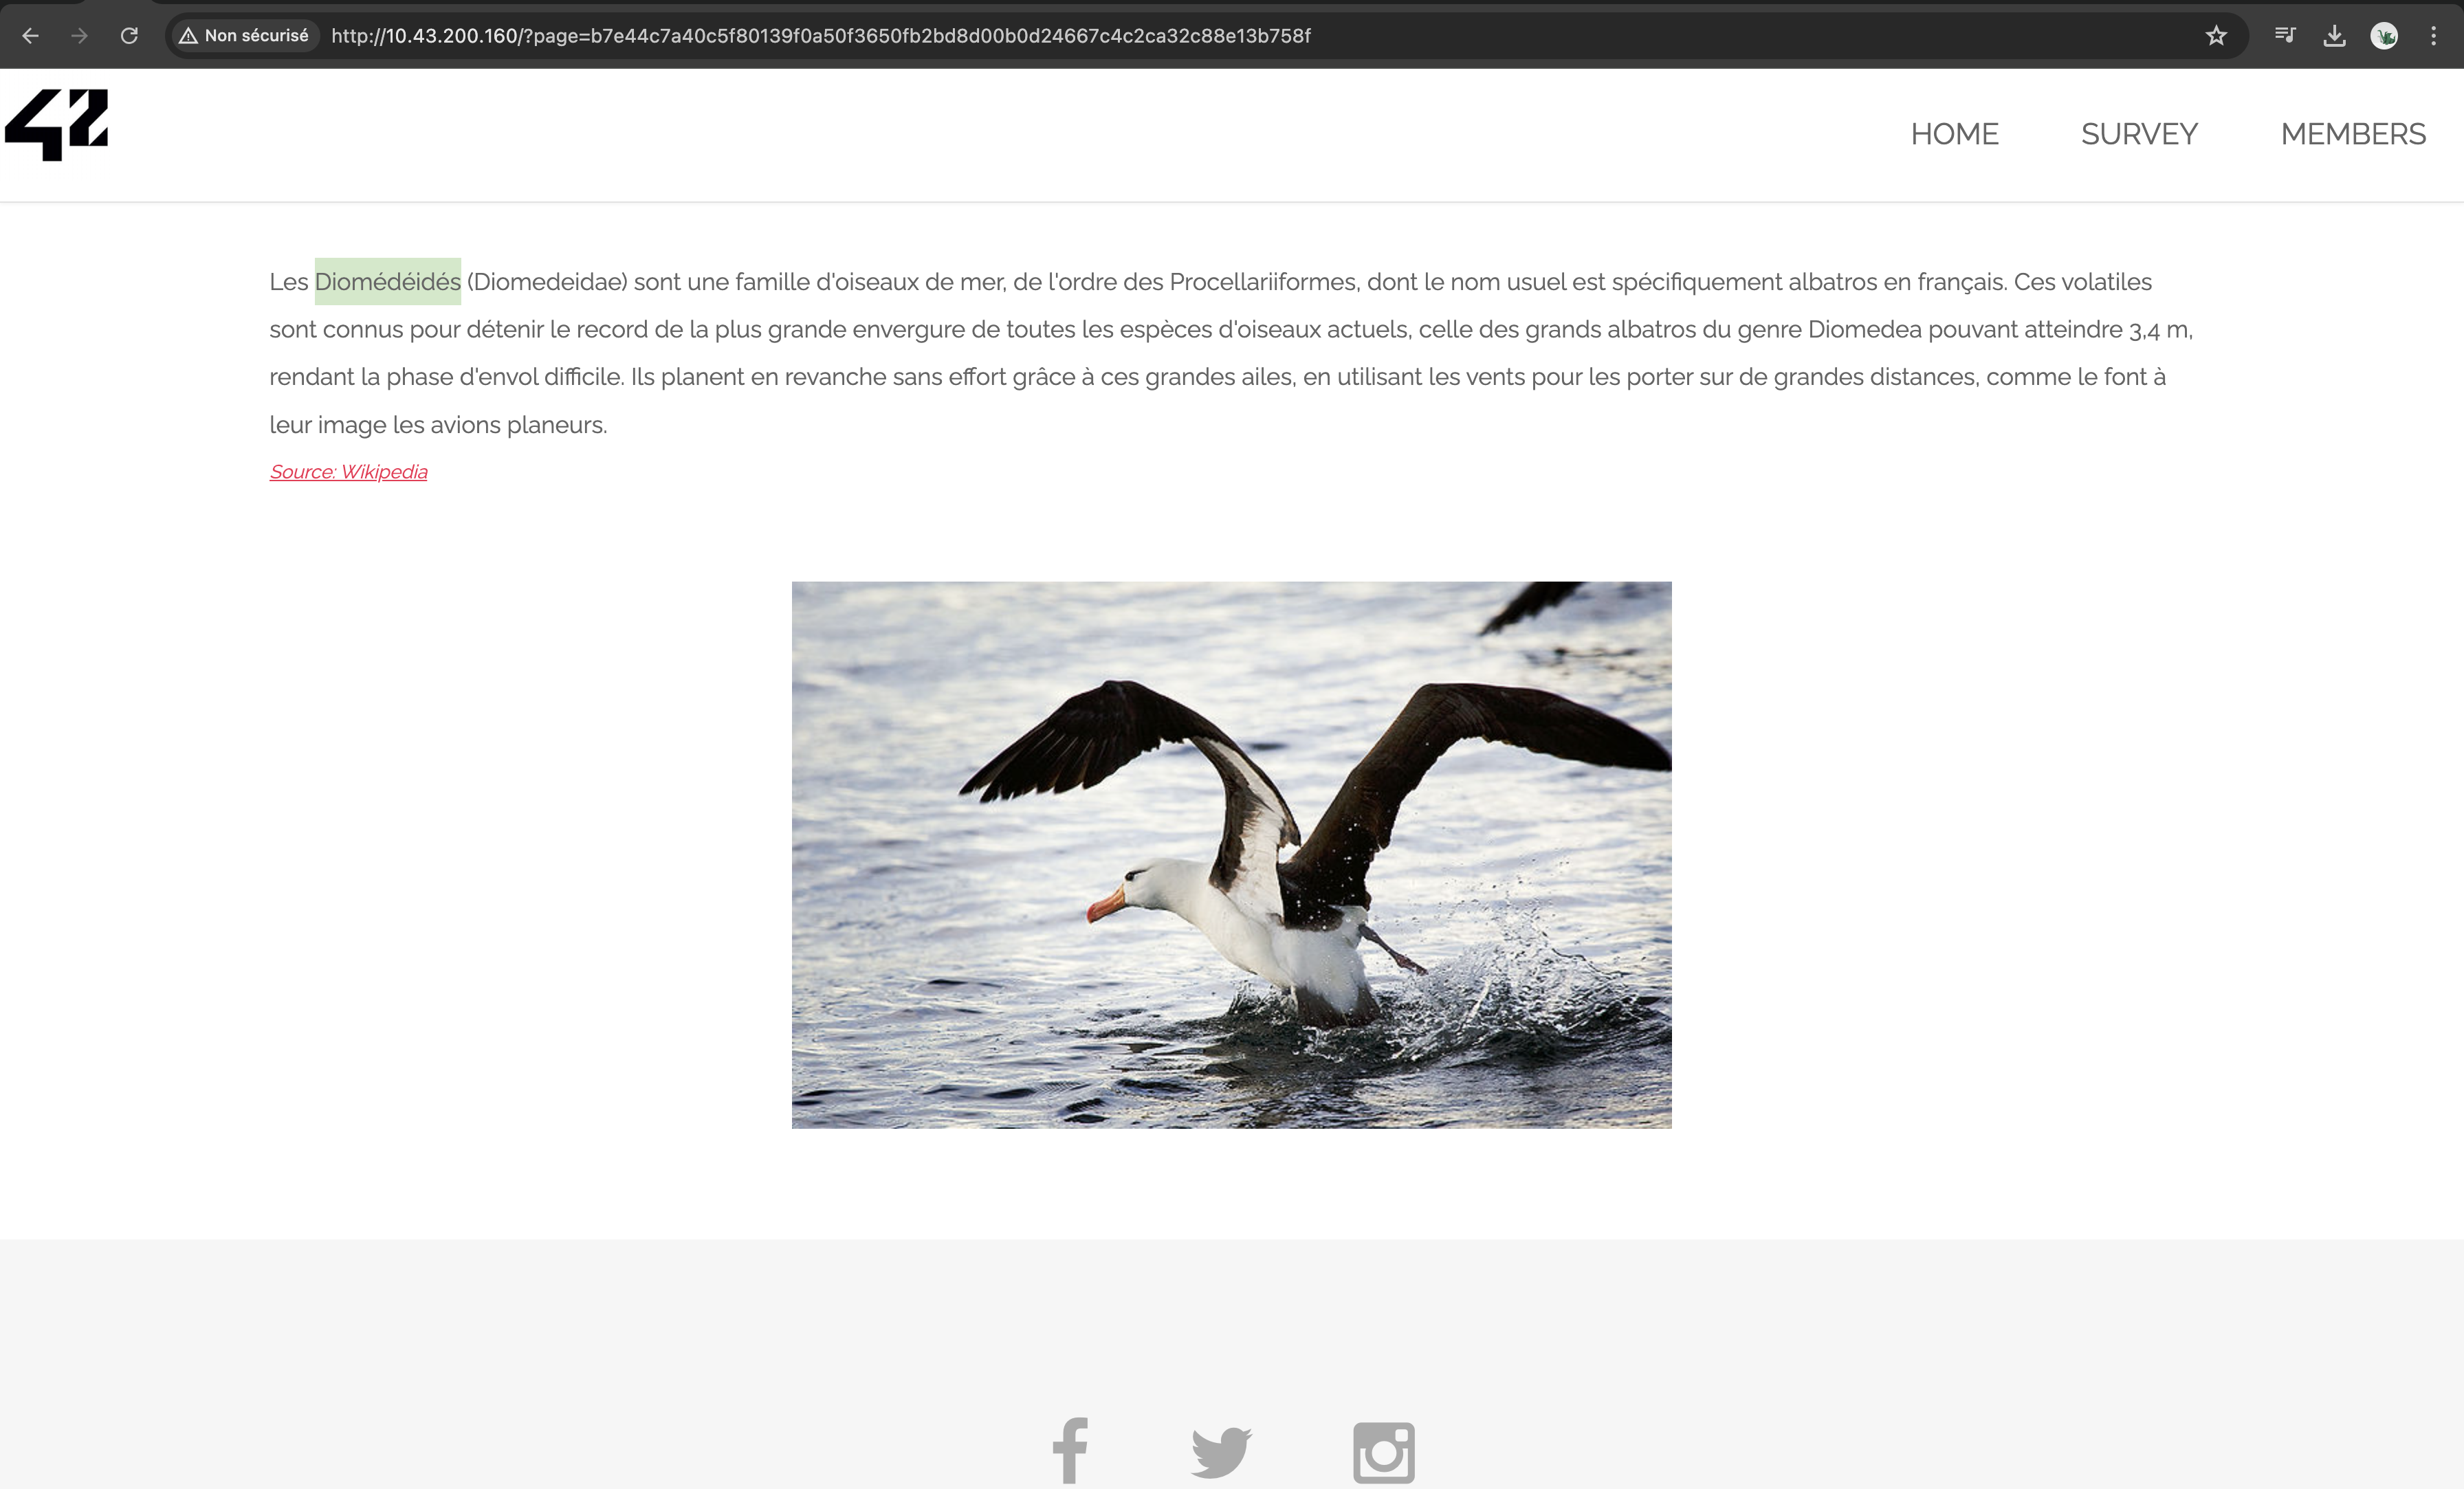 Non sécurisé http://10.43.200.160/?page=b7e44c7a40c5f80139f0a50f3650fb2bd8d00b0d24667c4c2ca32c88e13b758f
42 HOME SURVEY MEMBERS
Les Diomédéidés (Diomedeidae) sont une famille d'oiseaux de mer, de l'ordre des Procellariiformes, dont le nom usuel est spécifiquement albatros en français. Ces volatiles
sont connus pour détenir le record de la plus grande envergure de toutes les espèces d'oiseaux actuels, celle des grands albatros du genre Diomedea pouvant atteindre 3,4 m,
rendant la phase d'envol difficile. Ils planent en revanche sans effort grâce à ces grandes ailes, en utilisant les vents pour les porter sur de grandes distances, comme le font à
leur image les avions planeurs.
Source: Wikipedia